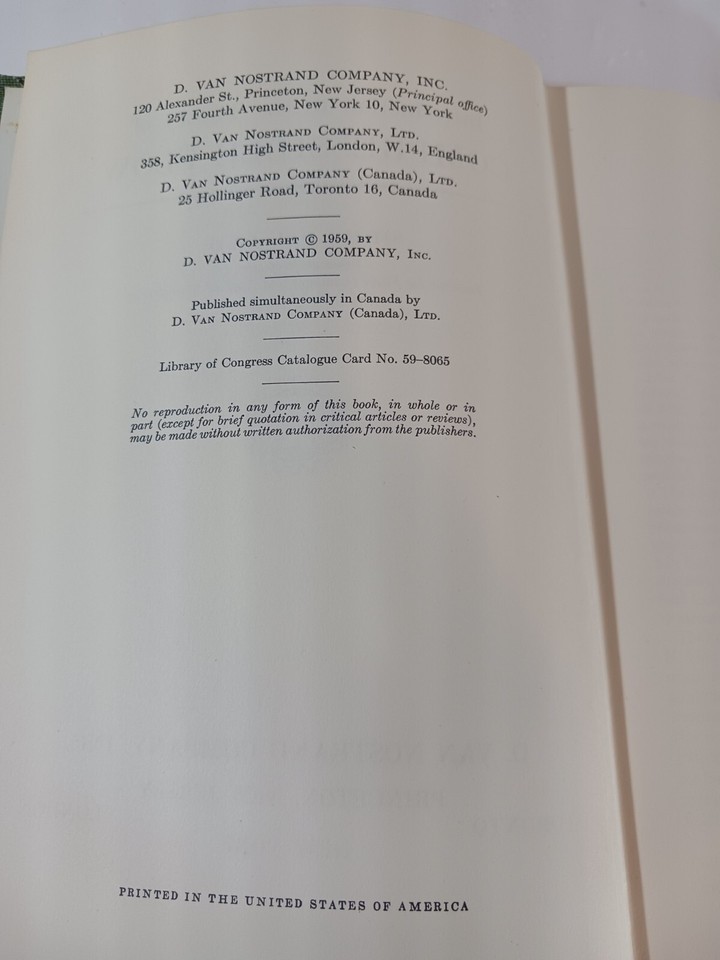 D. VAN NOSTRAND COMPANY, INC.
120 Alexander St., Princeton, New Jersey (Principal office)
257 Fourth Avenue, New York 10, New York
D. VAN NOSTRAND COMPANY, LTD.
358, Kensington High Street, London, W.14, England
D. VAN NOSTRAND COMPANY (Canada), LTD.
25 Hollinger Road, Toronto 16, Canada
COPYRIGHT © 1959, BY
D. VAN NOSTRAND COMPANY, INC.
Published simultaneously in Canada by
D. VAN NOSTRAND COMPANY (Canada), LTD.
Library of Congress Catalogue Card No. 59–8065
No reproduction in any form of this book, in whole or in
part (except for brief quotation in critical articles or reviews),
may be made without written authorization from the publishers.
PRINTED IN THE UNITED STATES OF AMERICA